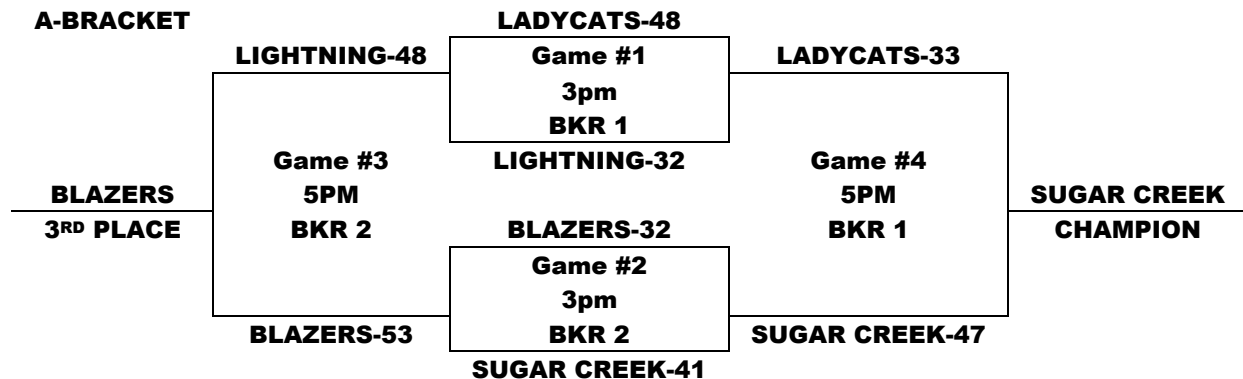 A-BRACKET
LADYCATS-48
LIGHTNING-48
Game #1
LADYCATS-33
3pm
BKR 1
Game #3
LIGHTNING-32
Game #4
BLAZERS
5PM
5PM
SUGAR CREEK
3RD PLACE
BKR 2
BLAZERS-32
BKR 1
CHAMPION
Game #2
3pm
BLAZERS-53
BKR 2
SUGAR CREEK-47
SUGAR CREEK-41